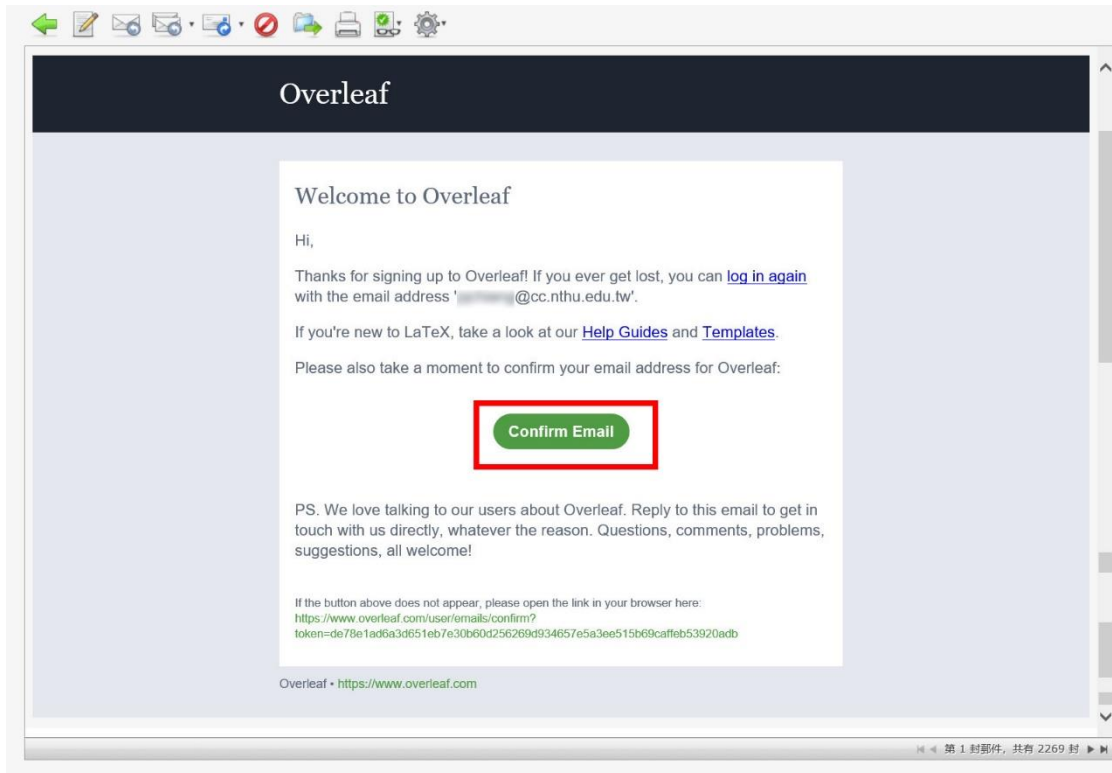 Overleaf
Welcome to Overleaf
Hi,
Thanks for signing up to Overleaf! If you ever get lost, you can log in again
with the email address ' @cc.nthu.edu.tw'.
If you're new to LaTeX, take a look at our Help Guides and Templates.
Please also take a moment to confirm your email address for Overleaf:
Confirm Email
PS. We love talking to our users about Overleaf. Reply to this email to get in
touch with us directly, whatever the reason. Questions, comments, problems,
suggestions, all welcome!
If the button above does not appear, please open the link in your browser here:
https://www.overleaf.com/user/emails/confirm?
token=de78e1ad6a3d651eb7e30b60d256269d934657e5a3ee515b69caffeb53920adb
Overleaf • https://www.overleaf.com
第 1 封郵件，共有 2269 封